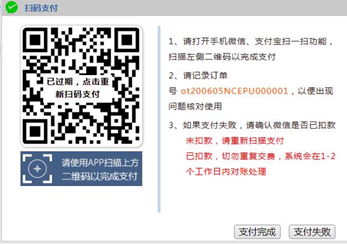 扫码支付
已过期，点击重
新扫码支付
请使用APP扫描上方
二维码以完成支付
1、请打开手机微信、支付宝扫一扫功能，
扫描左侧二维码以完成支付
2、请记录订单
号 ot200605NCEPU000001，以便出现
问题核对使用
3、如果支付失败，请确认微信是否已扣款
未扣款，请重新扫描支付
已扣款，切勿重复交费，系统会在1-2
个工作日内对账处理
支付完成
支付失败